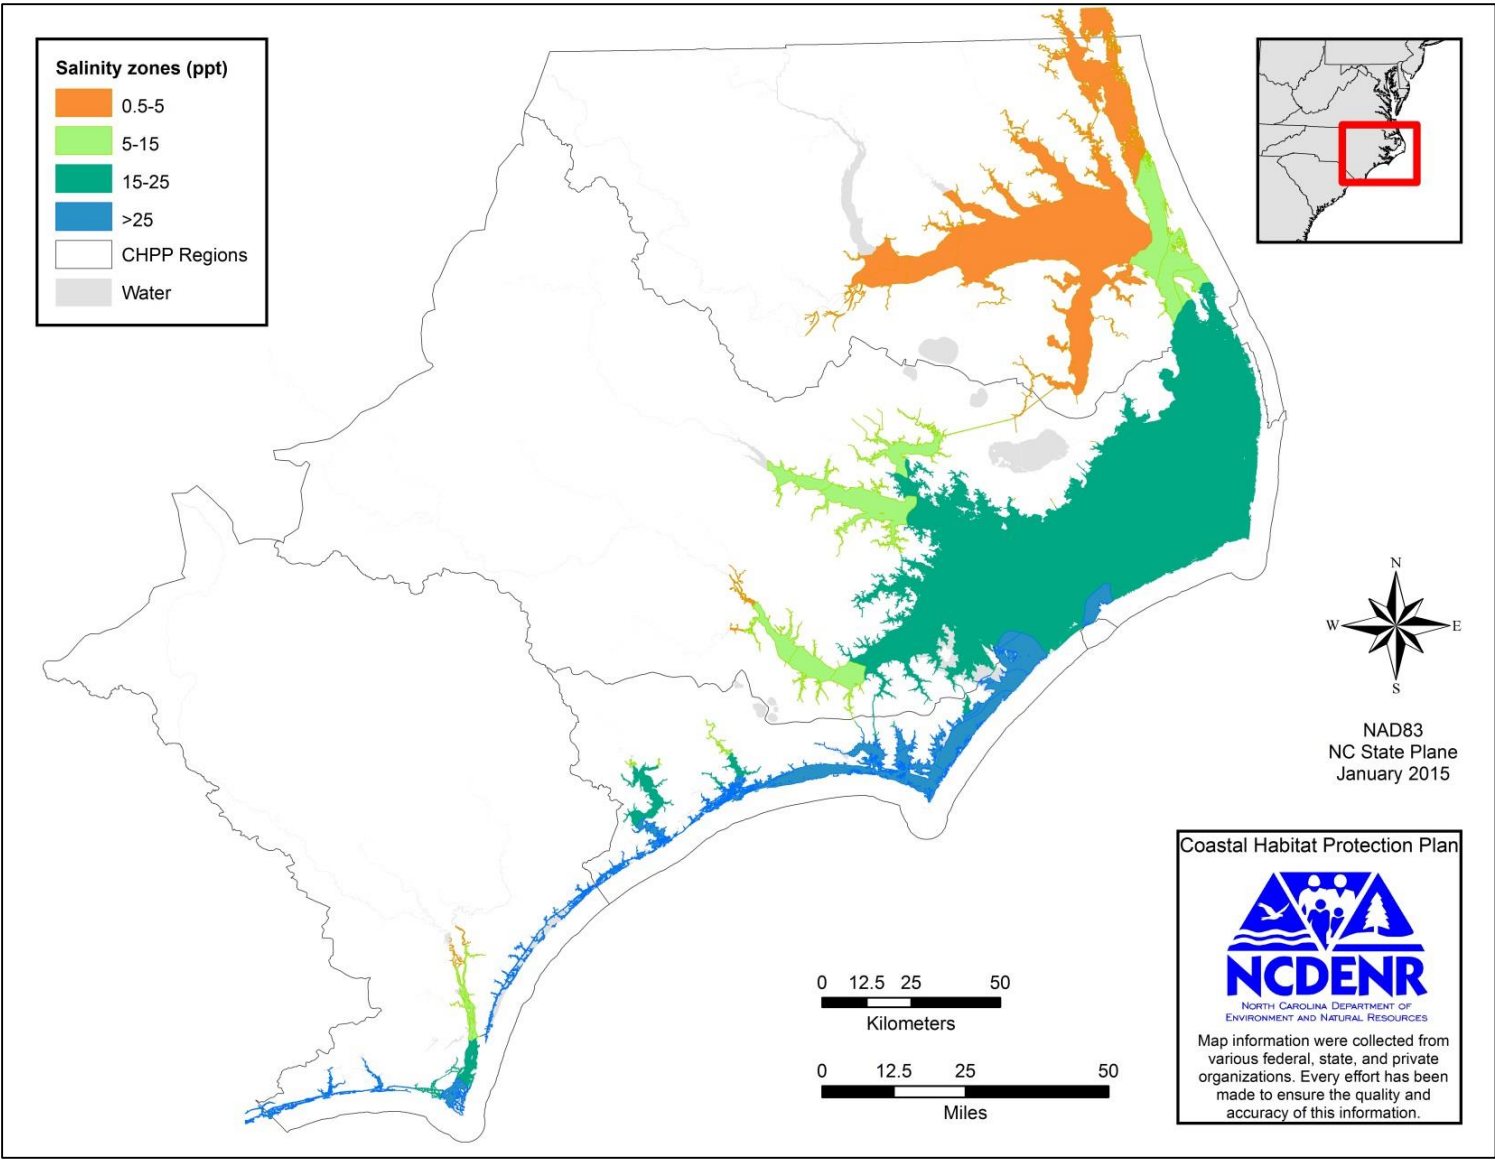 Salinity zones (ppt)
0.5-5
5-15
15-25
>25
CHPP Regions
Water
N
W
E
S
NAD83
NC State Plane
January 2015
0 12.5 25 50
Kilometers
0 12.5 25 50
Miles
Coastal Habitat Protection Plan
NCDENR
NORTH CAROLINA DEPARTMENT OF
ENVIRONMENT AND NATURAL RESOURCES
Map information were collected from
various federal, state, and private
organizations. Every effort has been
made to ensure the quality and
accuracy of this information.